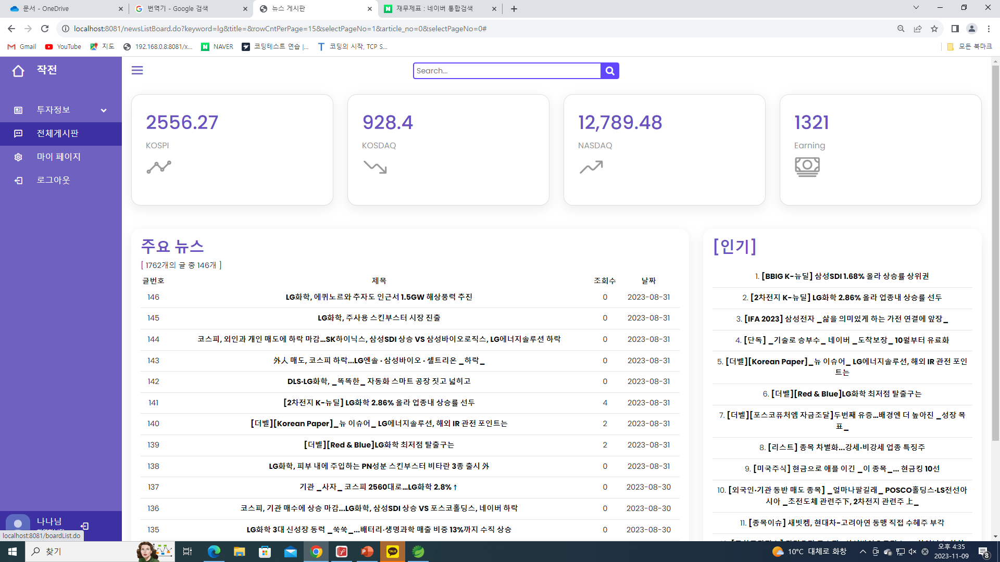 문서 - OneDrive
번역기 - Google 검색
뉴스 게시판
재무제표 : 네이버 통합검색
localhost:8081/newsListBoard.do?keyword=lg&title=&rowCntPerPage=15&selectPageNo=1&article_no=0&selectPageNo=0#
Gmail
YouTube
지도
192.168.0.8:8081/x...
NAVER
코딩테스트 연습 |...
코딩의 시작, TCP S...
모든 북마크
작전
투자정보
전체게시판
마이 페이지
로그아웃
Search...
2556.27
KOSPI
928.4
KOSDAQ
12,789.48
NASDAQ
1321
Earning
주요 뉴스
[ 1762개의 글 중 146개 ]
글번호 제목 조회수 날짜
146 LG화학, 에퀴노르와 추자도 인근서 1.5GW 해상풍력 추진 0 2023-08-31
145 LG화학, 주사용 스킨부스터 시장 진출 0 2023-08-31
144 코스피, 외인과 개인 매도에 하락 마감...SK하이닉스, 삼성SDI 상승 VS 삼성바이오로직스, LG에너지솔루션 하락 0 2023-08-31
143 外人 매도, 코스피 하락...LG엔솔·삼성바이오·셀트리온 _하락_ 0 2023-08-31
142 DLS·LG화학, _똑똑한_ 자동화 스마트 공장 짓고 넓히고 0 2023-08-31
141 [2차전지 K-뉴딜] LG화학 2.86% 올라 업종내 상승률 선두 4 2023-08-31
140 [더벨][Korean Paper]_뉴 이슈어_ LG에너지솔루션, 해외 IR 관전 포인트는 2 2023-08-31
139 [더벨][Red & Blue]LG화학 최저점 탈출구는 2 2023-08-31
138 LG화학, 피부 내에 주입하는 PN성분 스킨부스터 비타란 3종 출시 外 0 2023-08-31
137 기관 _사자_ 코스피 2560대로...LG화학 2.8%↑ 0 2023-08-30
136 코스피, 기관 매수에 상승 마감...LG화학, 삼성SDI 상승 VS 포스코홀딩스, 네이버 하락 0 2023-08-30
135 LG화학 3대 신성장 동력 _쑥쑥_...배터리·생명과학 매출 비중 13%까지 수직 상승 0 2023-08-30
[인기]
1. [BBIG K-뉴딜] 삼성SDI 1.68% 올라 상승률 상위권
2. [2차전지 K-뉴딜] LG화학 2.86% 올라 업종내 상승률 선두
3. [IFA 2023] 삼성전자 _삶을 의미있게 하는 가전 연결에 앞장_
4. [단독] _기술로 승부수_ 네이버 _도착보장_ 10월부터 유료화
5. [더벨][Korean Paper]_뉴 이슈어_ LG에너지솔루션, 해외 IR 관전 포인
트는
6. [더벨][Red & Blue]LG화학 최저점 탈출구는
7. [더벨][포스코퓨처엠 자금조달]두번째 유증...배경엔 더 높아진 _성장 목
표_
8. [리스트] 종목 차별화...강세·비강세 업종 특징주
9. [미국주식] 현금으로 애플 이긴 _이 종목_... 현금킹 10선
10. [외국인·기관 동반 매도 종목] _얼마나팔길래_ POSCO홀딩스·LS전선아
시아 _초전도체 관련주下, 2차전지 관련주 上_
11. [종목이슈] 새빗켐, 현대차-고려아연 동맹 직접 수혜주 부각
나나님
localhost:8081/boardList.do
찾기
TALK
10°C 대체로 화창
오후 4:35
2023-11-09
8